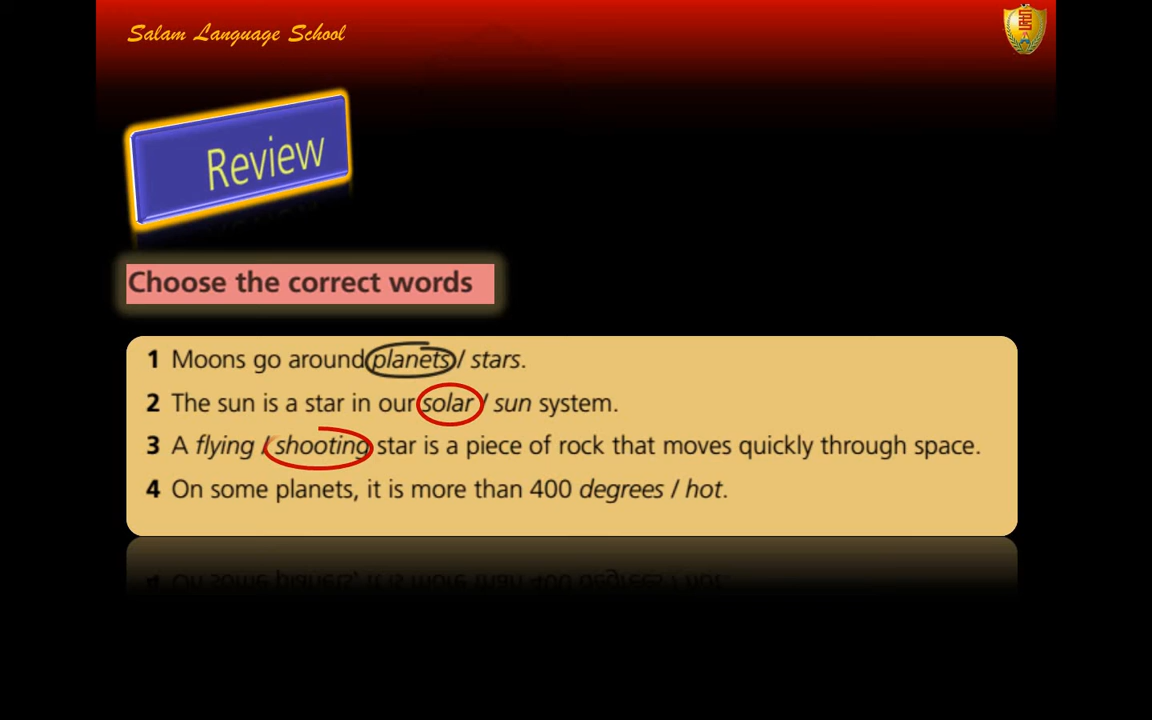 Salam Language School
Review
Choose the correct words
1 Moons go around planets / stars.
2 The sun is a star in our solar / sun system.
3 A flying / shooting star is a piece of rock that moves quickly through space.
4 On some planets, it is more than 400 degrees / hot.